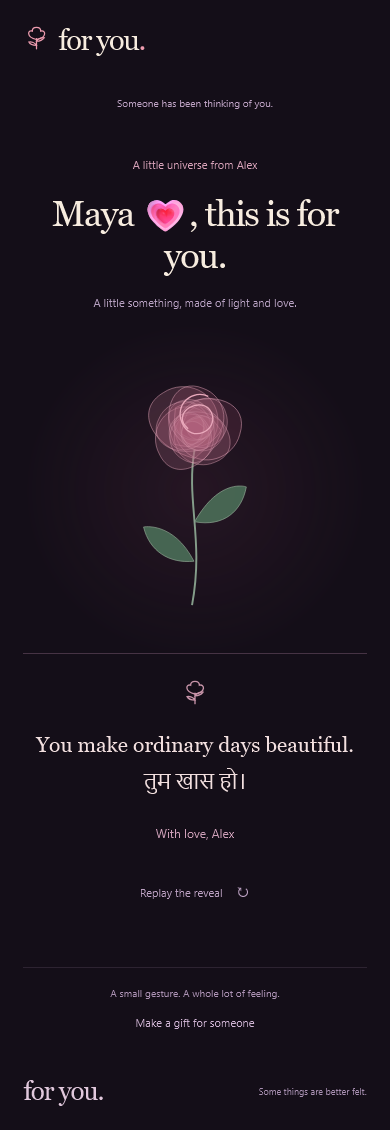 for you.
Someone has been thinking of you.
A little universe from Alex
Maya 💗 , this is for
you.
A little something, made of light and love.
You make ordinary days beautiful.
तुम खास हो।
With love, Alex
Replay the reveal ↻
A small gesture. A whole lot of feeling.
Make a gift for someone
for you.
Some things are better felt.